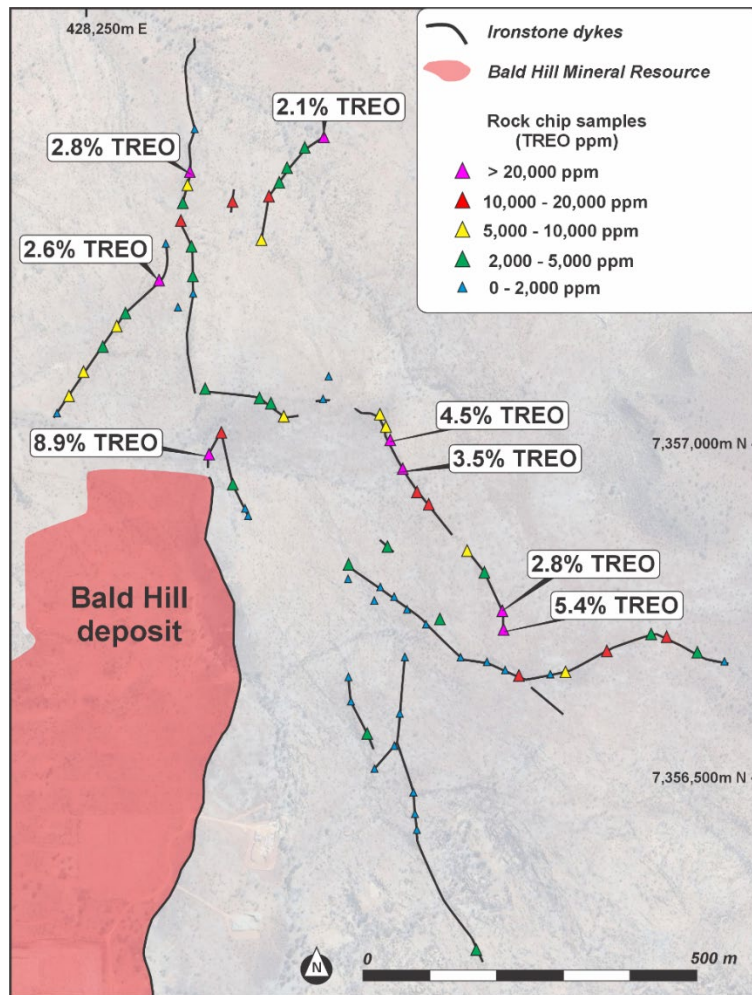 428,250m E
Ironstone dykes
Bald Hill Mineral Resource
Rock chip samples
(TREO ppm)
> 20,000 ppm
10,000 - 20,000 ppm
5,000 - 10,000 ppm
2,000 - 5,000 ppm
0 - 2,000 ppm
2.1% TREO
2.8% TREO
2.6% TREO
4.5% TREO
8.9% TREO
7,357,000m N
3.5% TREO
2.8% TREO
5.4% TREO
Bald Hill
deposit
7,356,500m N
N
0
500 m